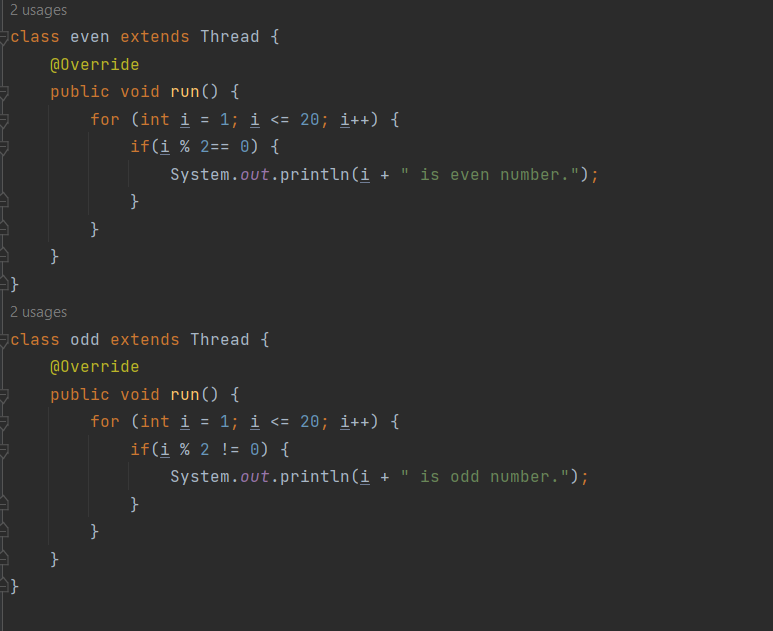 2 usages
class even extends Thread {
    @Override
    public void run() {
        for (int i = 1; i <= 20; i++) {
            if(i % 2== 0) {
                System.out.println(i + " is even number.");
            }
        }
    }
}
2 usages
class odd extends Thread {
    @Override
    public void run() {
        for (int i = 1; i <= 20; i++) {
            if(i % 2 != 0) {
                System.out.println(i + " is odd number.");
            }
        }
    }
}